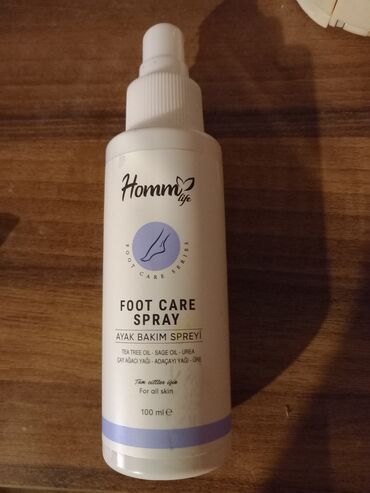 Homm life
FOOT CARE SERIES
FOOT CARE
SPRAY
AYAK BAKIM SPREYİ
TEA TREE OIL - SAGE OIL - UREA
ÇAY AĞACI YAĞI - ADAÇAYI YAĞI - ÜRE
Tüm ciltler için
For all skin
100 ml e